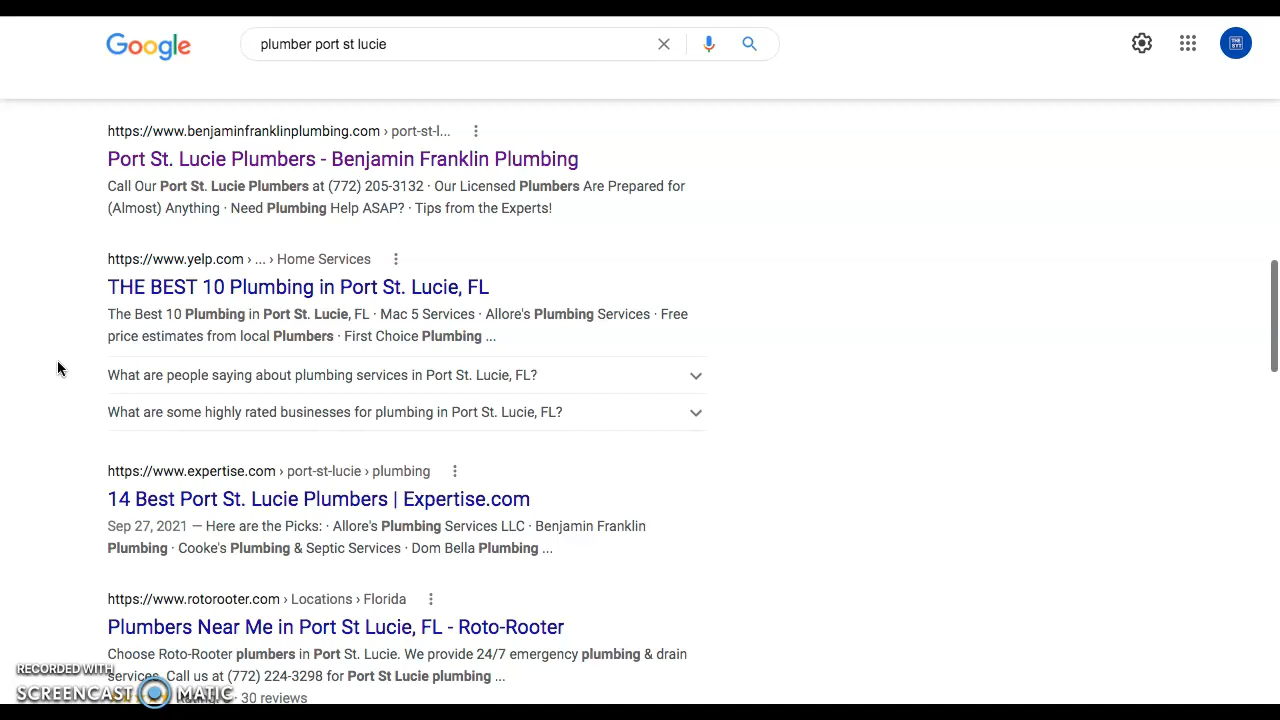 Google
plumber port st lucie
THE SYT
https://www.benjaminfranklinplumbing.com › port-st-l...
Port St. Lucie Plumbers - Benjamin Franklin Plumbing
Call Our Port St. Lucie Plumbers at (772) 205-3132 · Our Licensed Plumbers Are Prepared for
(Almost) Anything · Need Plumbing Help ASAP? · Tips from the Experts!
https://www.yelp.com › ... › Home Services
THE BEST 10 Plumbing in Port St. Lucie, FL
The Best 10 Plumbing in Port St. Lucie, FL · Mac 5 Services · Allore's Plumbing Services · Free
price estimates from local Plumbers · First Choice Plumbing ...
What are people saying about plumbing services in Port St. Lucie, FL?
What are some highly rated businesses for plumbing in Port St. Lucie, FL?
https://www.expertise.com › port-st-lucie › plumbing
14 Best Port St. Lucie Plumbers | Expertise.com
Sep 27, 2021 — Here are the Picks: · Allore's Plumbing Services LLC · Benjamin Franklin
Plumbing · Cooke's Plumbing & Septic Services · Dom Bella Plumbing ...
https://www.rotorooter.com › Locations › Florida
Plumbers Near Me in Port St Lucie, FL - Roto-Rooter
Choose Roto-Rooter plumbers in Port St. Lucie. We provide 24/7 emergency plumbing & drain
services. Call us at (772) 224-3298 for Port St Lucie plumbing ...
30 reviews
RECORDED WITH
SCREENCAST MATIC